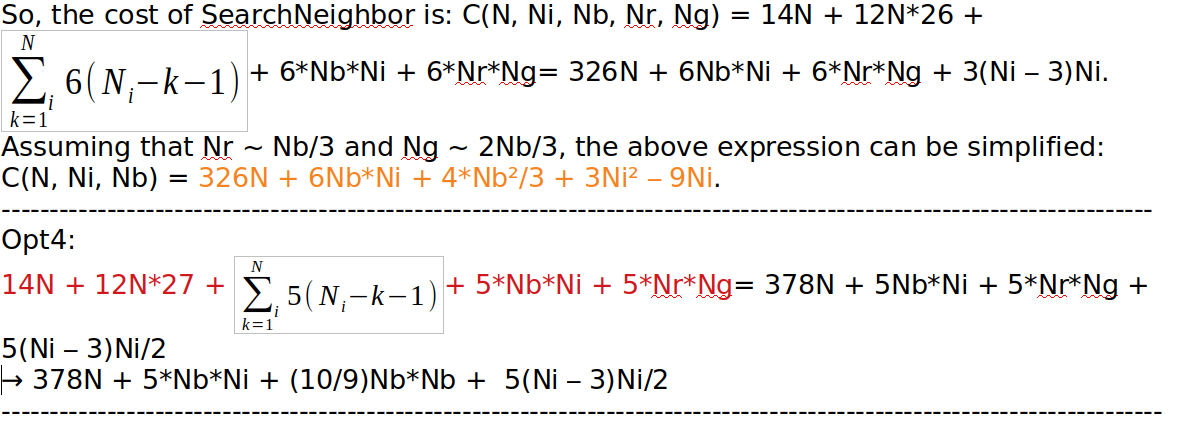 So, the cost of SearchNeighbor is: C(N, Ni, Nb, Nr, Ng) = 14N + 12N*26 +
∑_{k=1}^{N_i} 6(N_i−k−1) + 6*Nb*Ni + 6*Nr*Ng= 326N + 6Nb*Ni + 6*Nr*Ng + 3(Ni – 3)Ni.
Assuming that Nr ~ Nb/3 and Ng ~ 2Nb/3, the above expression can be simplified:
C(N, Ni, Nb) = 326N + 6Nb*Ni + 4*Nb²/3 + 3Ni² – 9Ni.
--------------------------------------------------------------------------------------------------------------------
Opt4:
14N + 12N*27 + ∑_{k=1}^{N_i} 5(N_i−k−1) + 5*Nb*Ni + 5*Nr*Ng= 378N + 5Nb*Ni + 5*Nr*Ng +
5(Ni – 3)Ni/2
→ 378N + 5*Nb*Ni + (10/9)Nb*Nb + 5(Ni – 3)Ni/2
--------------------------------------------------------------------------------------------------------------------